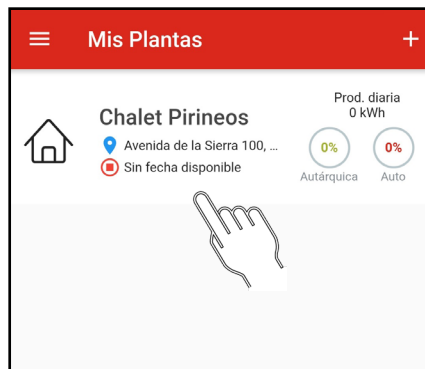 Mis Plantas
Chalet Pirineos
Avenida de la Sierra 100, ...
Sin fecha disponible
Prod. diaria
0 kWh
0%
0%
Autárquica
Auto